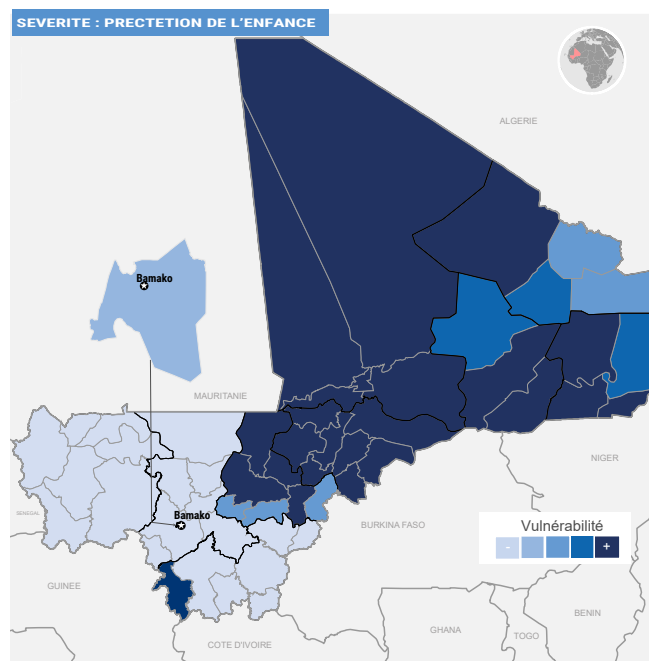 SEVERITE : PRECTETION DE L'ENFANCE
ALGERIE
Bamako
MAURITANIE
NIGER
SENEGAL
Bamako
BURKINA FASO
Vulnérabilité
- +
GUINEE
BENIN
GHANA
TOGO
COTE D'IVOIRE